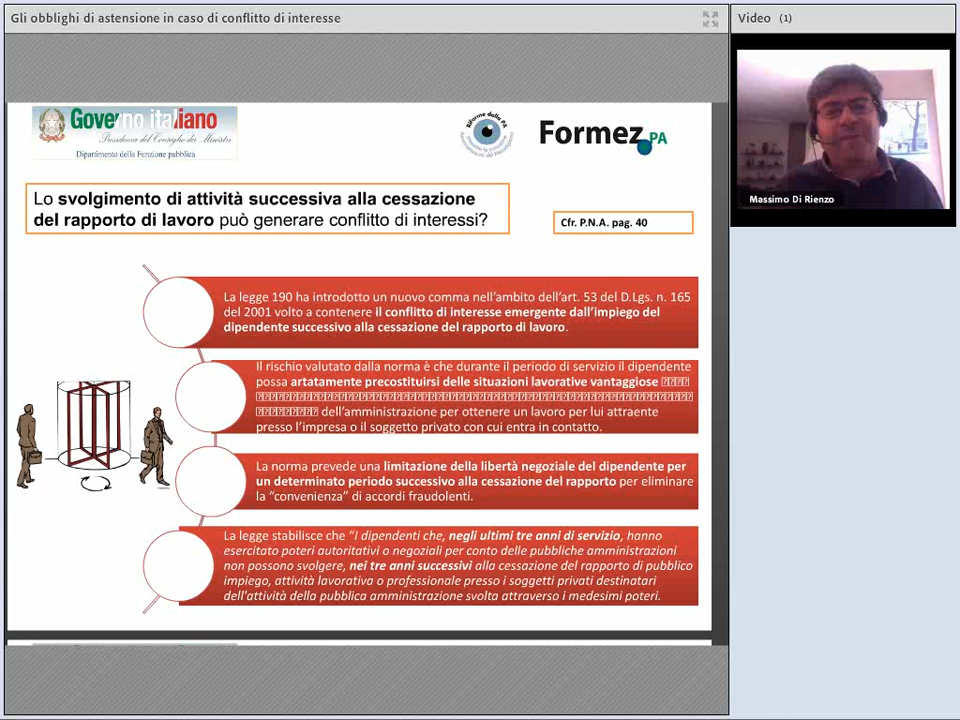 Gli obblighi di astensione in caso di conflitto di interesse
Video (1)
Governo italiano
Presidenza del Consiglio dei Ministri
Dipartimento della Funzione pubblica
Riforme della PA
Formez PA
Massimo Di Rienzo
Lo svolgimento di attività successiva alla cessazione
del rapporto di lavoro può generare conflitto di interessi?
Cfr. P.N.A. pag. 40
La legge 190 ha introdotto un nuovo comma nell'ambito dell'art. 53 del D.Lgs. n. 165
del 2001 volto a contenere il conflitto di interesse emergente dall'impiego del
dipendente successivo alla cessazione del rapporto di lavoro.
Il rischio valutato dalla norma è che durante il periodo di servizio il dipendente
possa artatamente precostituirsi delle situazioni lavorative vantaggiose
dell'amministrazione per ottenere un lavoro per lui attraente
presso l'impresa o il soggetto privato con cui entra in contatto.
La norma prevede una limitazione della libertà negoziale del dipendente per
un determinato periodo successivo alla cessazione del rapporto per eliminare
la “convenienza” di accordi fraudolenti.
La legge stabilisce che “I dipendenti che, negli ultimi tre anni di servizio, hanno
esercitato poteri autoritativi o negoziali per conto delle pubbliche amministrazioni
non possono svolgere, nei tre anni successivi alla cessazione del rapporto di pubblico
impiego, attività lavorativa o professionale presso i soggetti privati destinatari
dell'attività della pubblica amministrazione svolta attraverso i medesimi poteri.